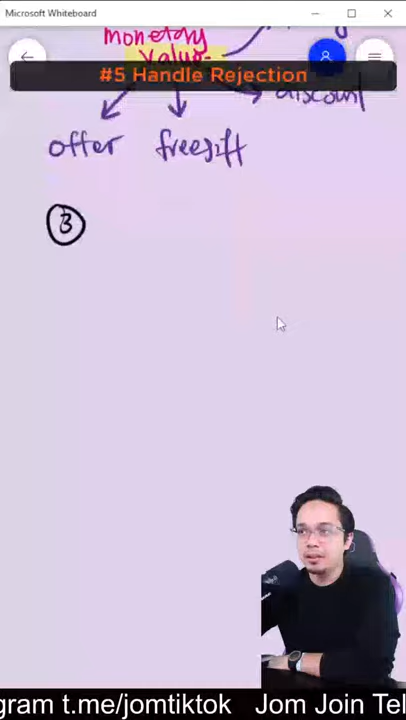 Microsoft Whiteboard
monetary
value
#5 Handle Rejection
discount
offer freegift
3
gram t.me/jomtiktok Jom Join Tel